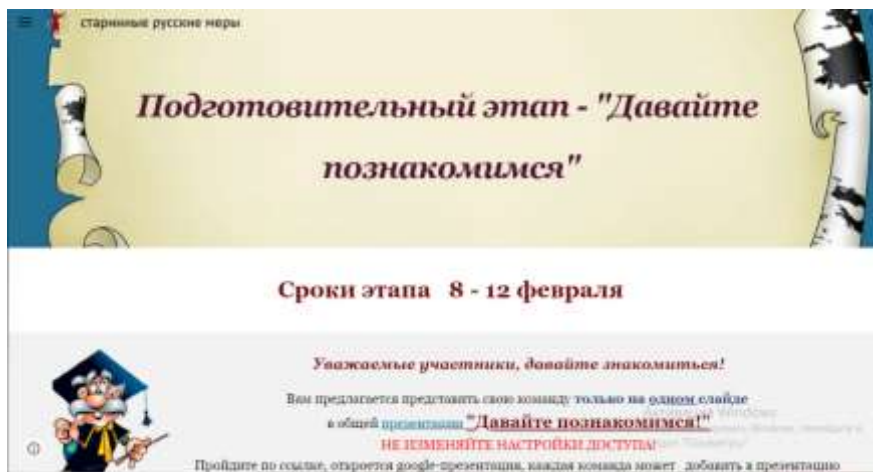 старинные русские меры
Подготовительный этап - "Давайте
познакомимся"
Сроки этапа 8 - 12 февраля
Уважаемые участники, давайте знакомиться!
Вам предлагается представить свою команду только на одном слайде
в общей презентации "Давайте познакомимся!"
НЕ ИЗМЕНЯЙТЕ НАСТРОЙКИ ДОСТУПА!
Пройдите по ссылке, откроется google-презентация, каждая команда может добавить в презентацию